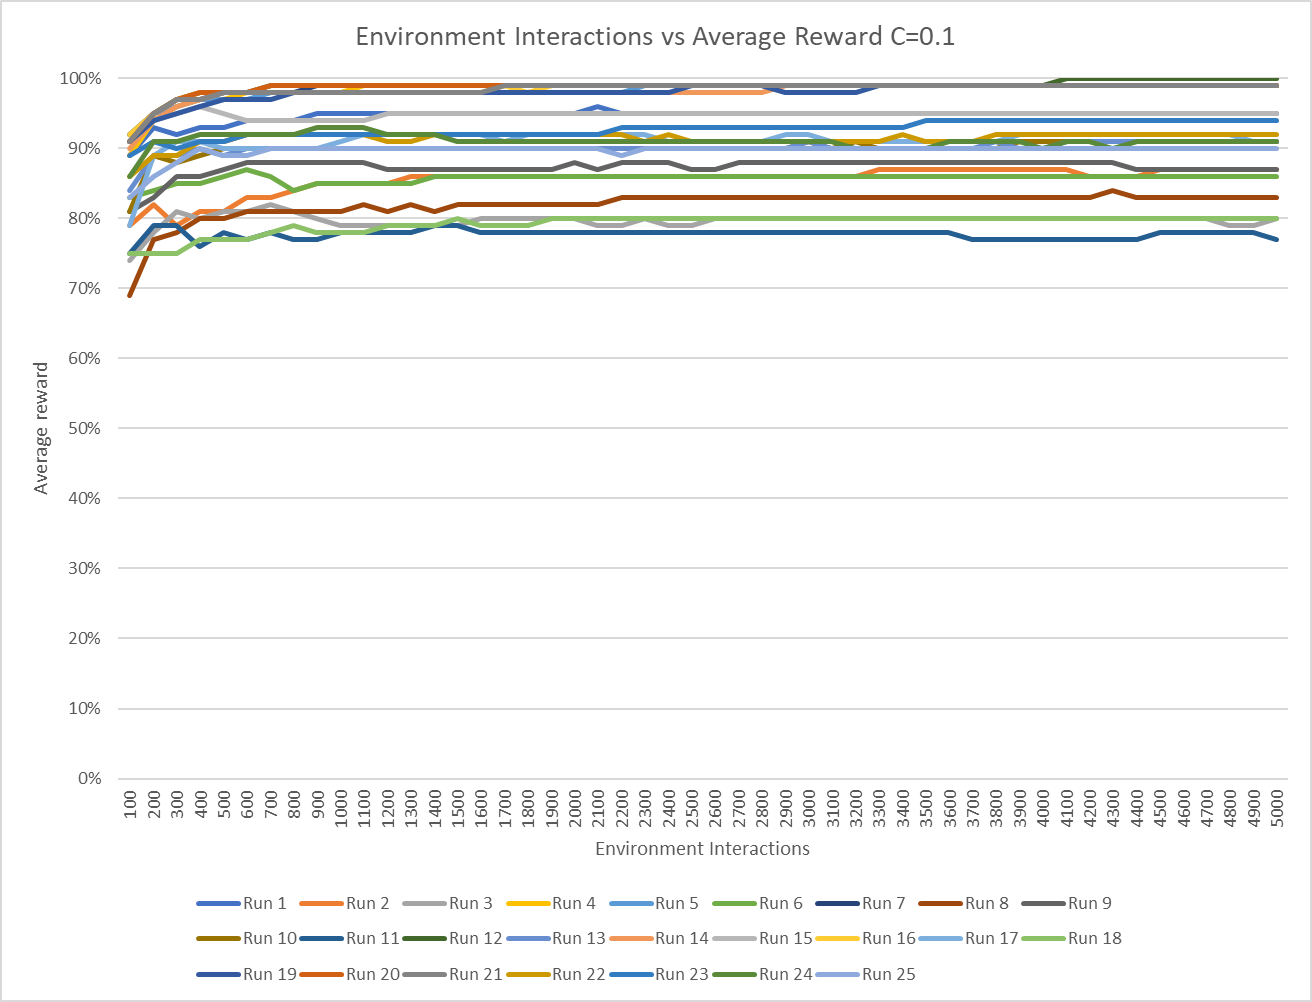 Environment Interactions vs Average Reward C=0.1
100%
90%
80%
70%
60%
50%
40%
30%
20%
10%
0%
Average reward
100 200 300 400 500 600 700 800 900 1000 1100 1200 1300 1400 1500 1600 1700 1800 1900 2000 2100 2200 2300 2400 2500 2600 2700 2800 2900 3000 3100 3200 3300 3400 3500 3600 3700 3800 3900 4000 4100 4200 4300 4400 4500 4600 4700 4800 4900 5000
Environment Interactions
Run 1 Run 2 Run 3 Run 4 Run 5 Run 6 Run 7 Run 8 Run 9
Run 10 Run 11 Run 12 Run 13 Run 14 Run 15 Run 16 Run 17 Run 18
Run 19 Run 20 Run 21 Run 22 Run 23 Run 24 Run 25